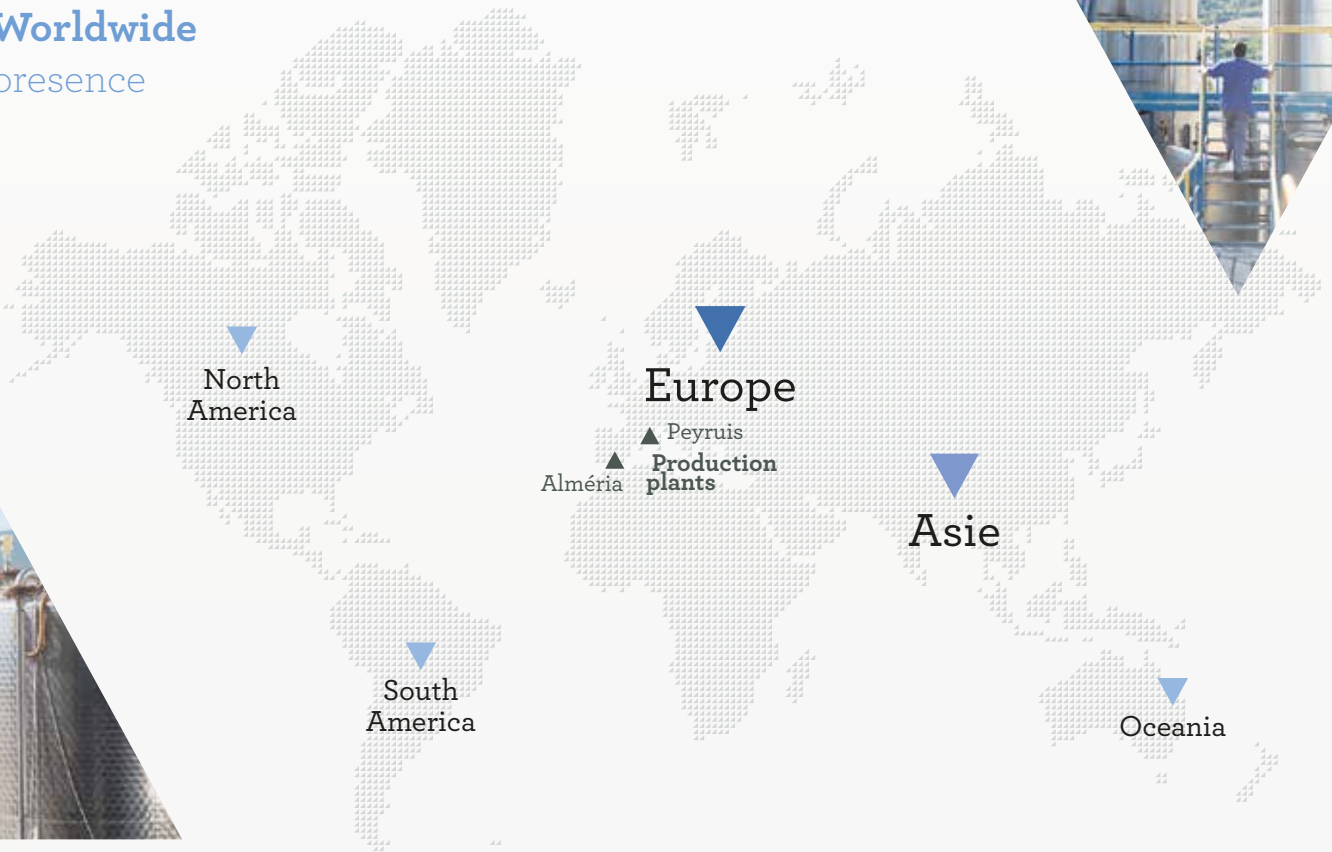 Worldwide
presence
North
America
Europe
Peyruis
Production
plants
Alméria
Asie
South
America
Oceania